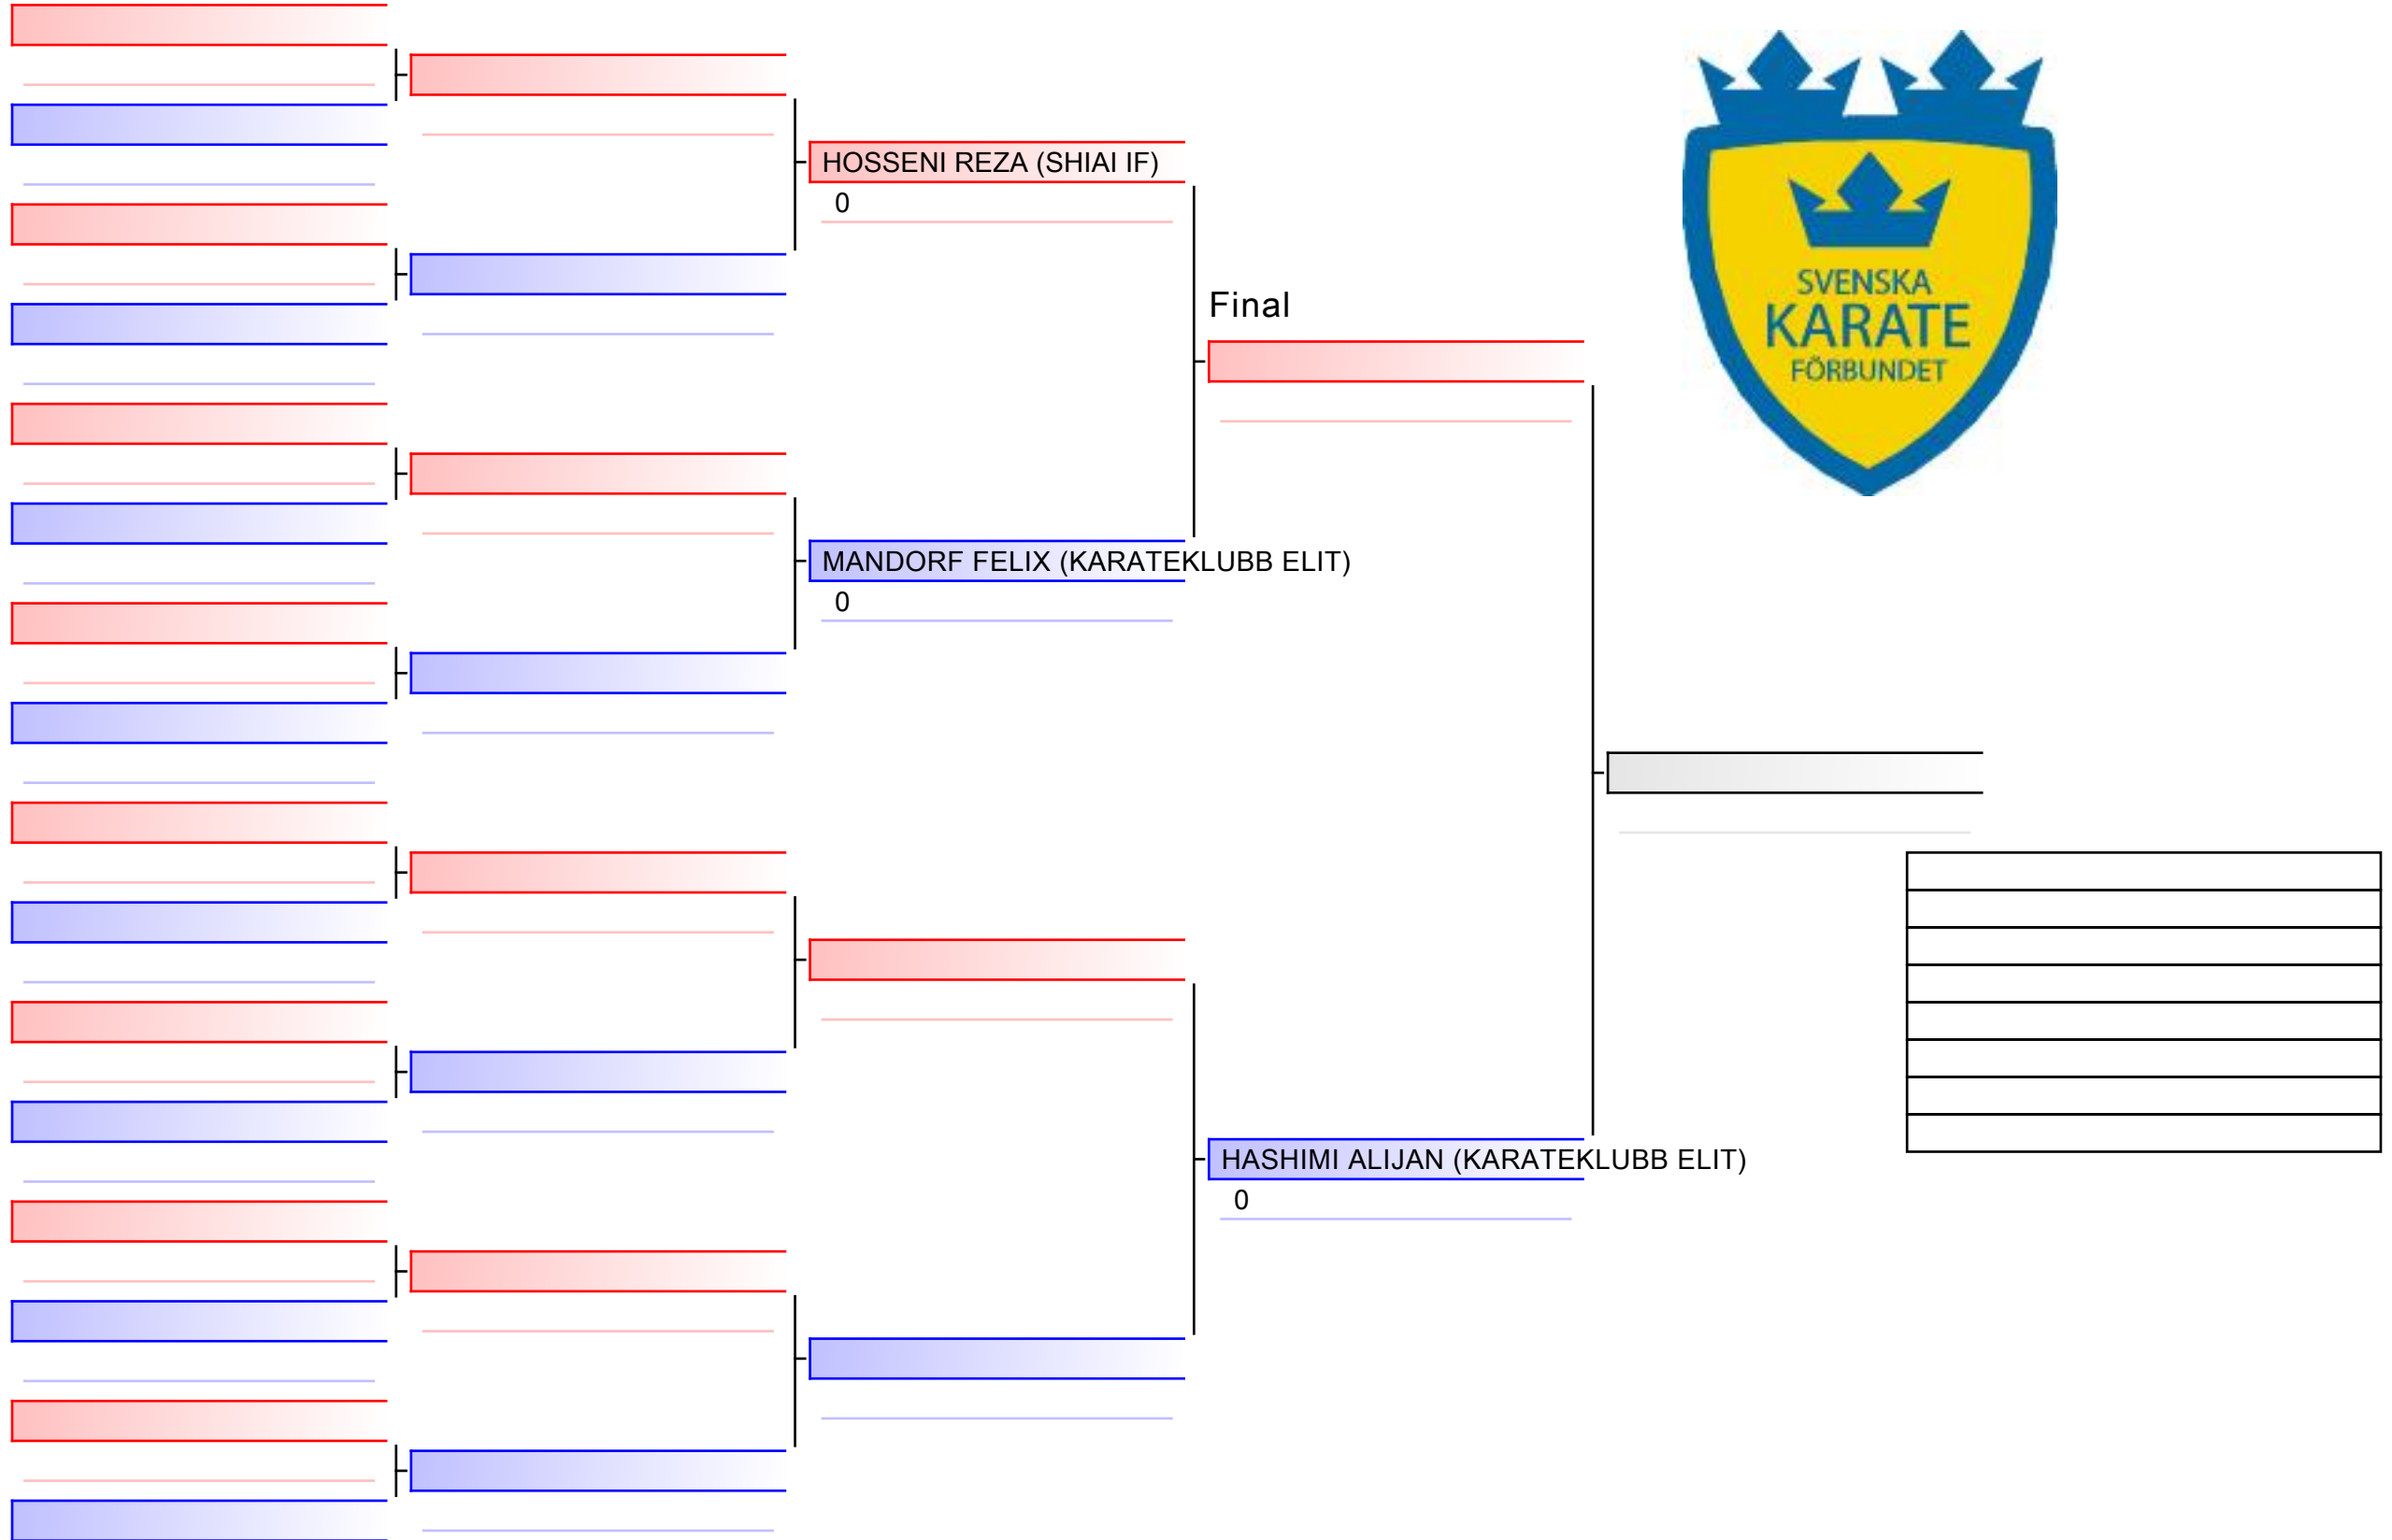 HOSSENI REZA (SHIAI IF)
0
Final
MANDORF FELIX (KARATEKLUBB ELIT)
0
HASHIMI ALIJAN (KARATEKLUBB ELIT)
0
SVENSKA
KARATE
FÖRBUNDET